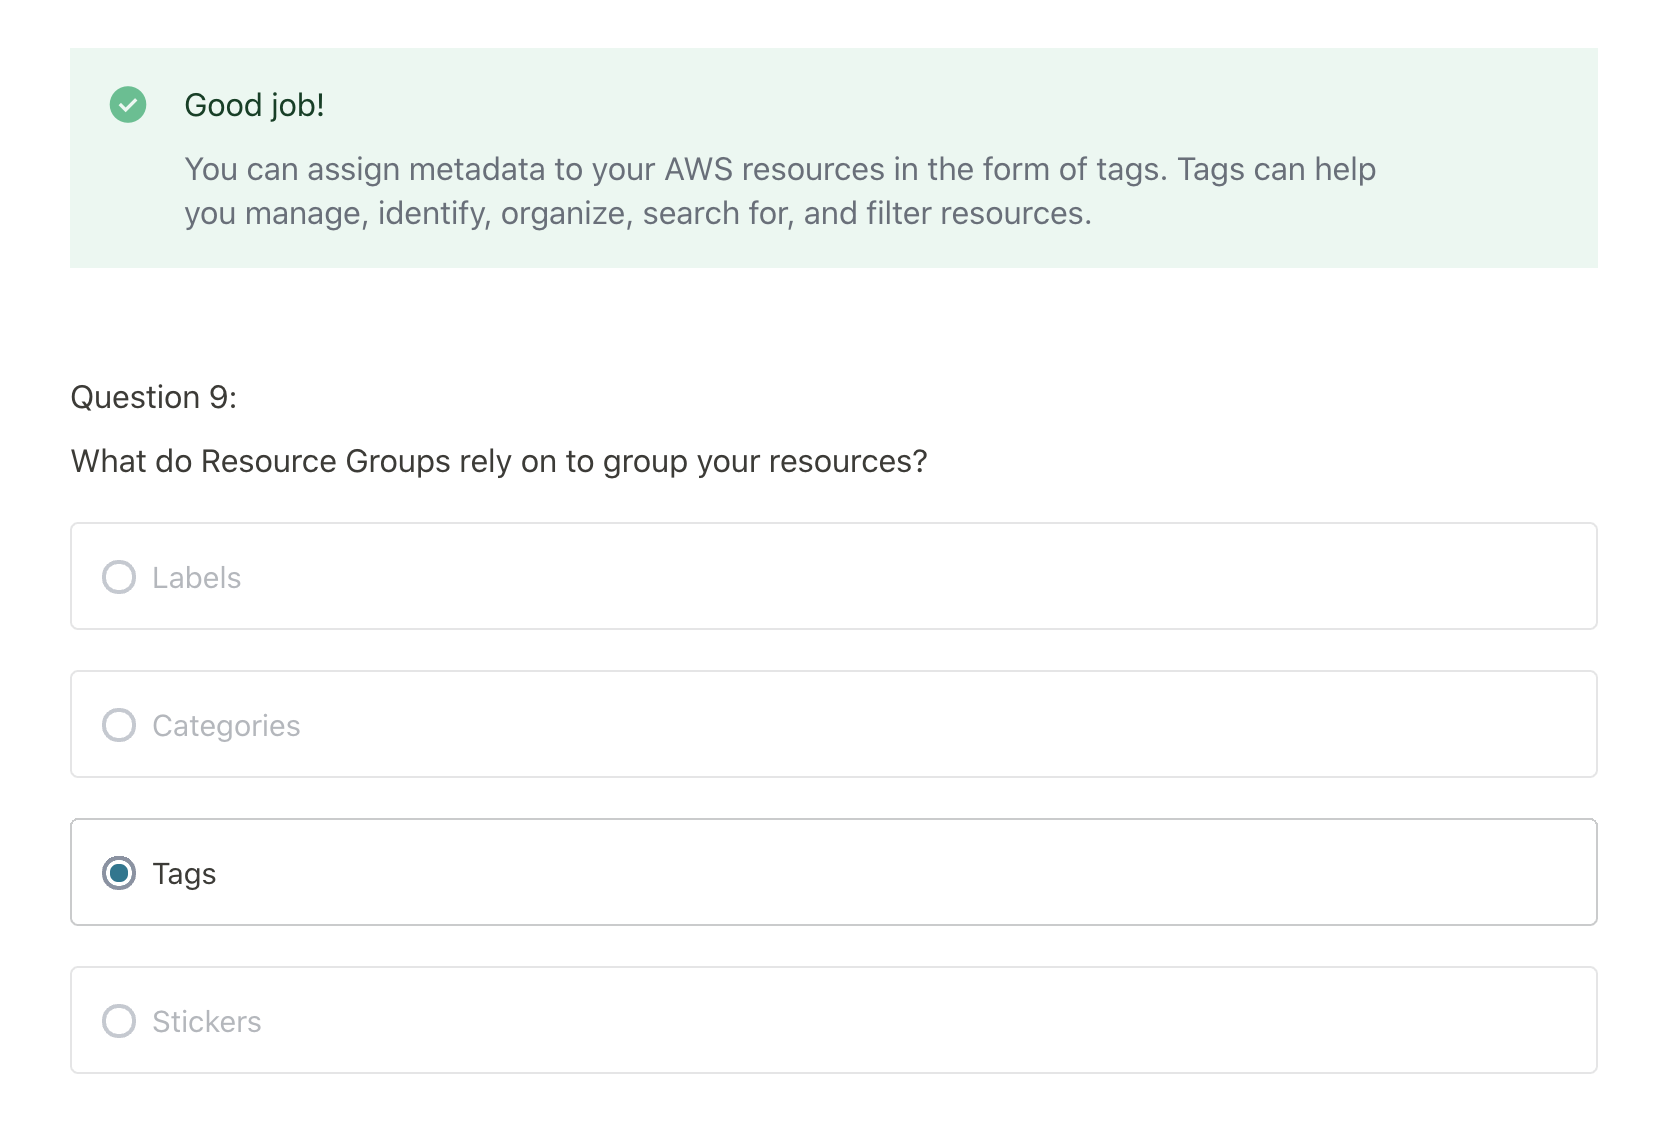 Good job!
You can assign metadata to your AWS resources in the form of tags. Tags can help
you manage, identify, organize, search for, and filter resources.
Question 9:
What do Resource Groups rely on to group your resources?
Labels
Categories
Tags
Stickers